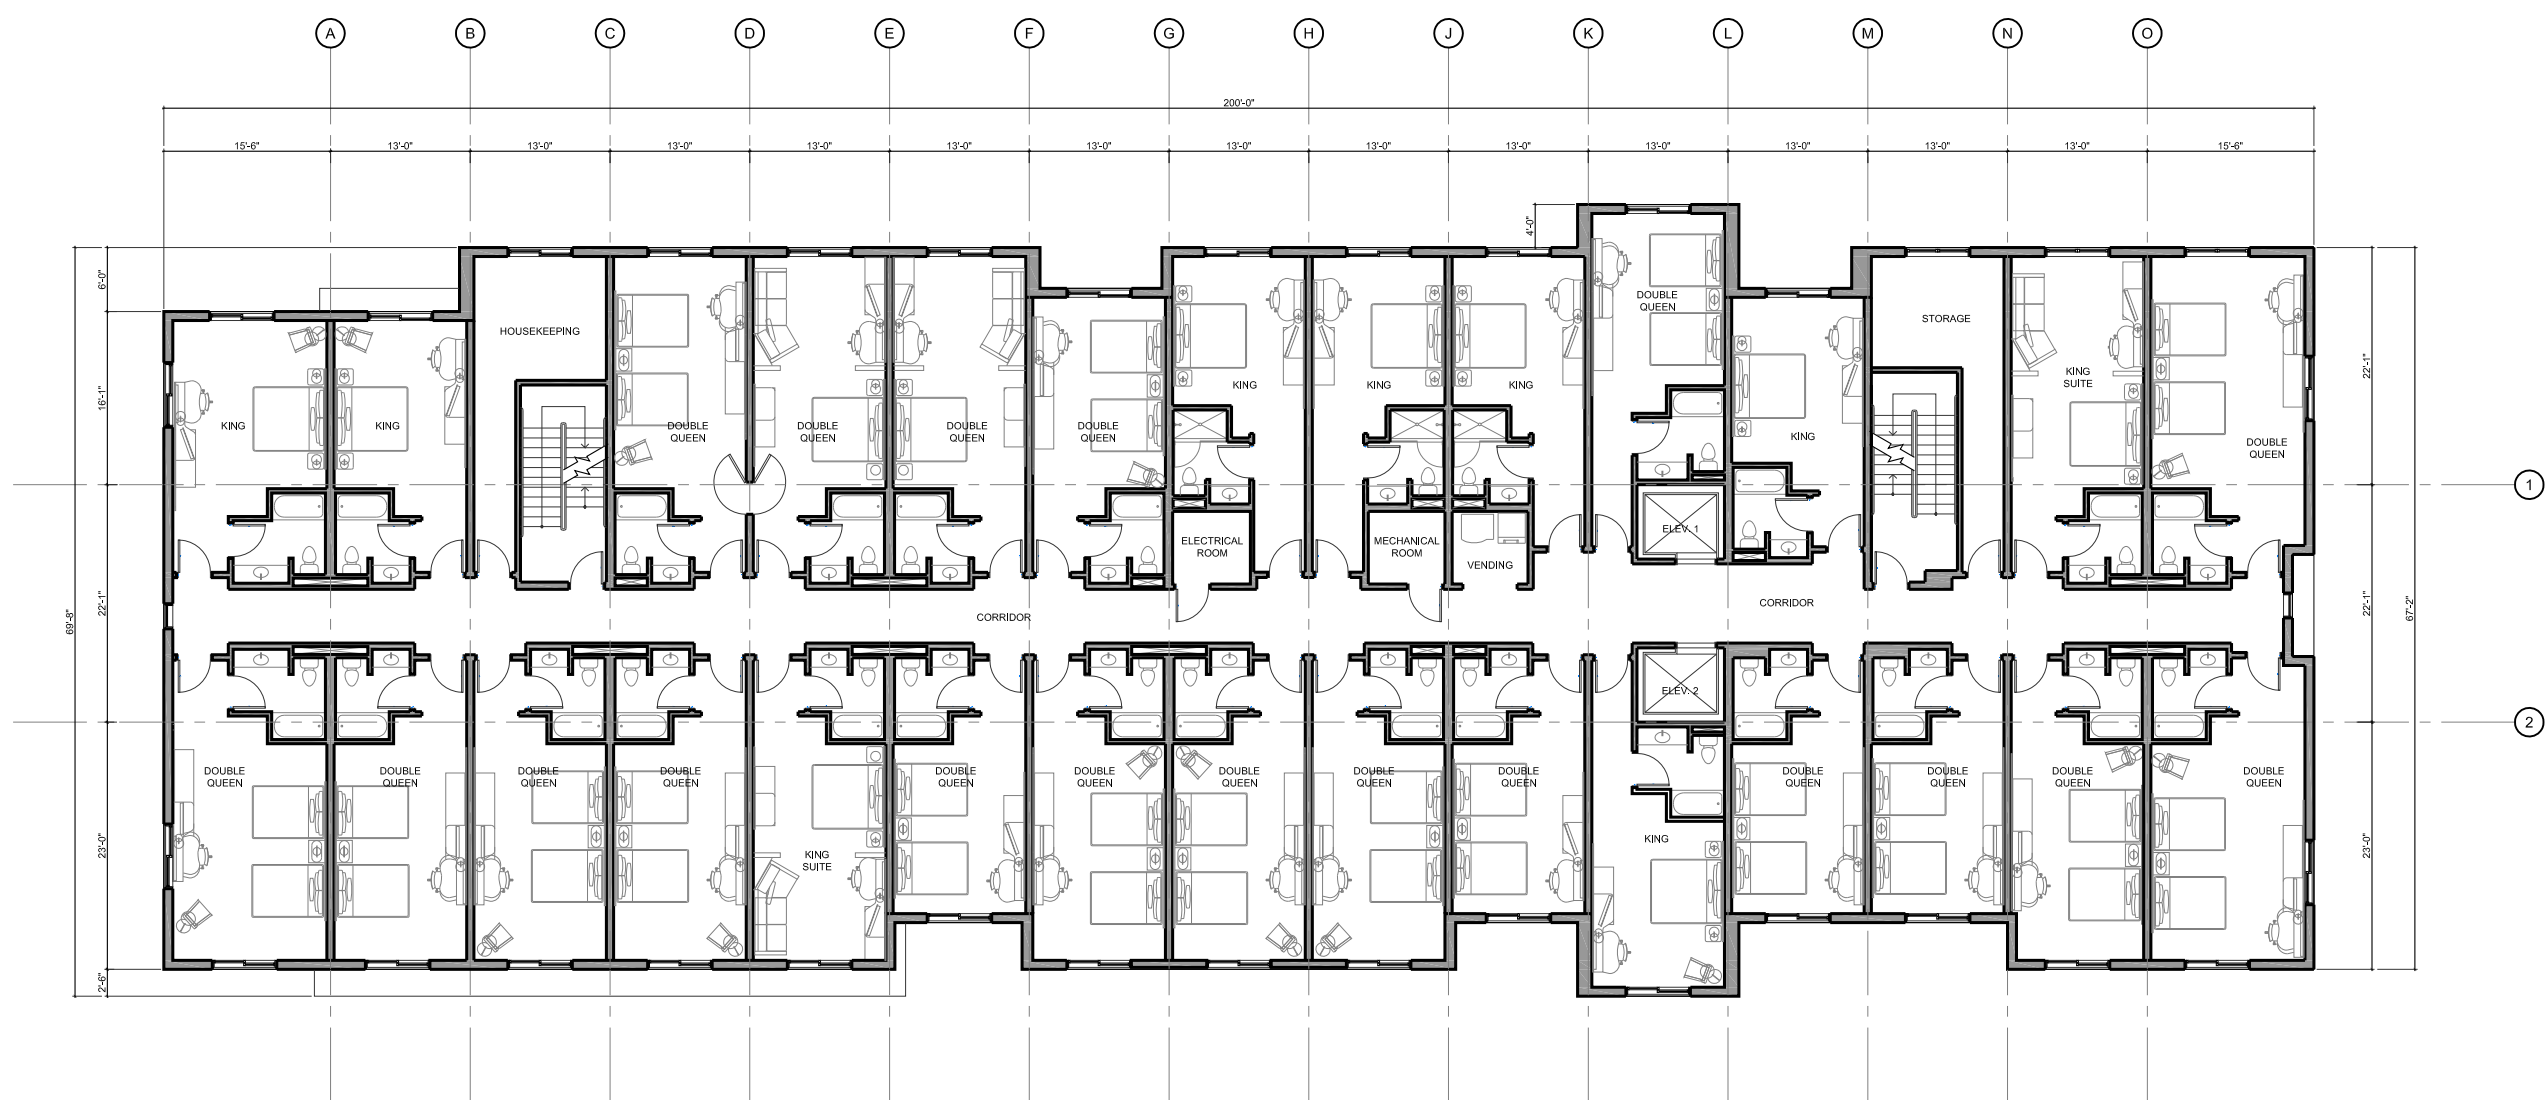 A B C D E F G H J K L M N O
200'-0"
15'-6" 13'-0" 13'-0" 13'-0" 13'-0" 13'-0" 13'-0" 13'-0" 13'-0" 13'-0" 13'-0" 13'-0" 13'-0" 13'-0" 15'-6"
4'-0"
6'-0"
16'-1"
22'-1"
69'-8"
23'-0"
2'-6"
HOUSEKEEPING
KING
KING
DOUBLE
QUEEN
DOUBLE
QUEEN
DOUBLE
QUEEN
DOUBLE
QUEEN
KING
KING
KING
DOUBLE
QUEEN
KING
STORAGE
KING
SUITE
DOUBLE
QUEEN
ELECTRICAL
ROOM
MECHANICAL
ROOM
VENDING
ELEV. 1
1
CORRIDOR
CORRIDOR
ELEV. 2
2
DOUBLE
QUEEN
DOUBLE
QUEEN
DOUBLE
QUEEN
DOUBLE
QUEEN
KING
SUITE
DOUBLE
QUEEN
DOUBLE
QUEEN
DOUBLE
QUEEN
DOUBLE
QUEEN
DOUBLE
QUEEN
KING
DOUBLE
QUEEN
DOUBLE
QUEEN
DOUBLE
QUEEN
DOUBLE
QUEEN
22'-1"
22'-1"
67'-2"
23'-0"